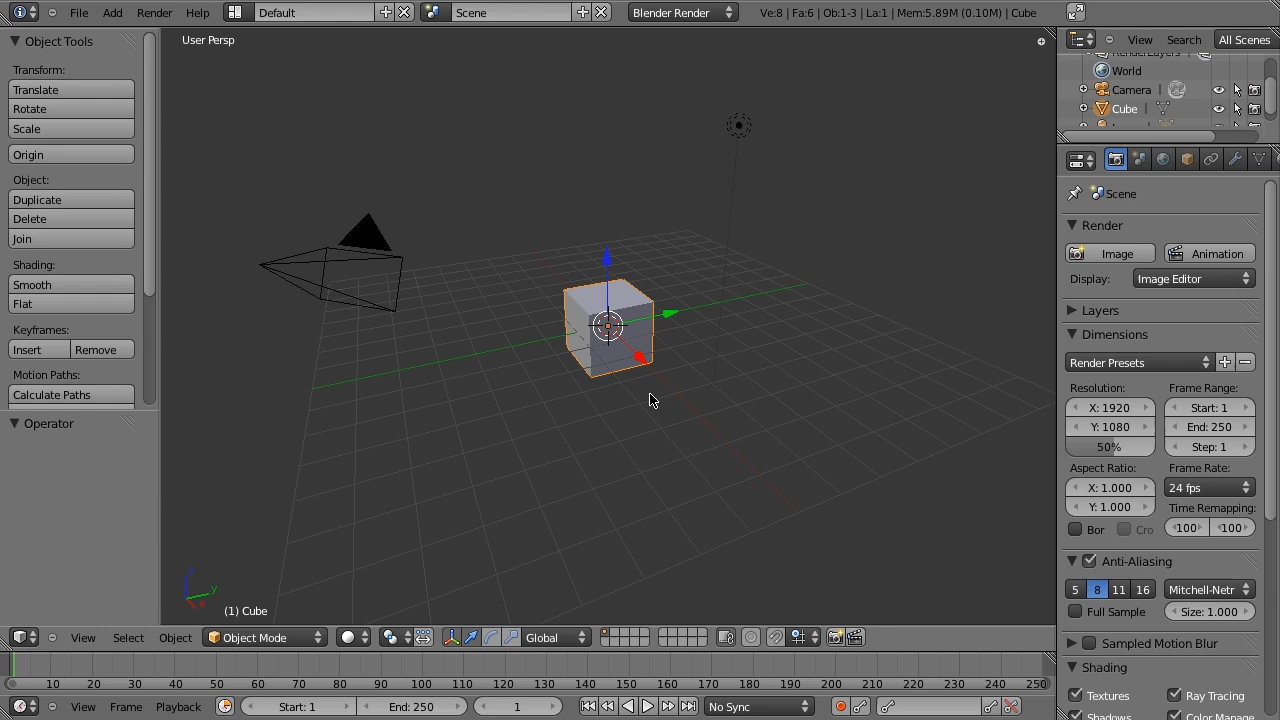 File Add Render Help Default Scene Blender Render Ve:8 | Fa:6 | Ob:1-3 | La:1 | Mem:5.89M (0.10M) | Cube
Object Tools
Transform:
Translate
Rotate
Scale
Origin
Object:
Duplicate
Delete
Join
Shading:
Smooth
Flat
Keyframes:
Insert Remove
Motion Paths:
Calculate Paths
Operator
User Persp
(1) Cube
x
y
View Select Object Object Mode Global
10 20 30 40 50 60 70 80 90 100 110 120 130 140 150 160 170 180 190 200 210 220 230 240 250
View Frame Playback Start: 1 End: 250 1 No Sync
View Search All Scenes
RenderLayers
World
Camera
Cube
Scene
Render
Image Animation
Display: Image Editor
Layers
Dimensions
Render Presets
Resolution: Frame Range:
X: 1920 Start: 1
Y: 1080 End: 250
50% Step: 1
Aspect Ratio: Frame Rate:
X: 1.000 24 fps
Y: 1.000 Time Remapping:
Bor Cro 100 100
Anti-Aliasing
5 8 11 16 Mitchell-Netr
Full Sample Size: 1.000
Sampled Motion Blur
Shading
Textures Ray Tracing
Shadows Color Manage